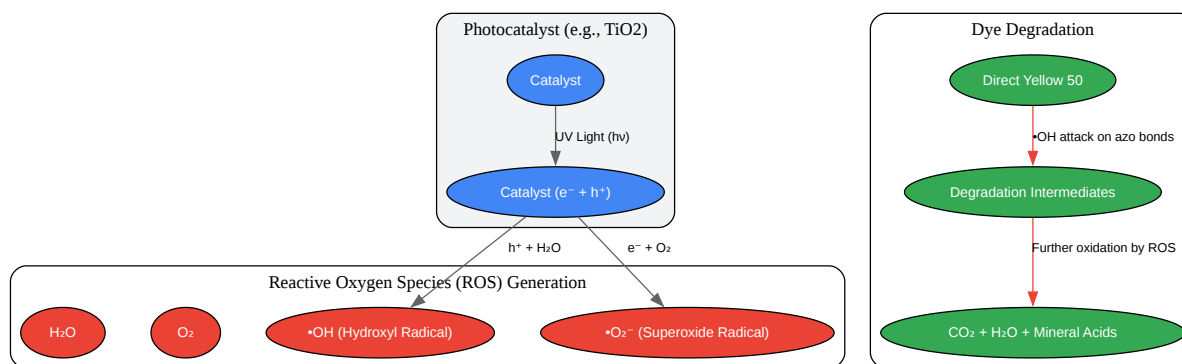 Photocatalyst (e.g., TiO2)
Catalyst
UV Light (hν)
Catalyst (e⁻ + h⁺)
h⁺ + H₂O
e⁻ + O₂
Reactive Oxygen Species (ROS) Generation
H₂O
O₂
•OH (Hydroxyl Radical)
•O₂⁻ (Superoxide Radical)
Dye Degradation
Direct Yellow 50
•OH attack on azo bonds
Degradation Intermediates
Further oxidation by ROS
CO₂ + H₂O + Mineral Acids